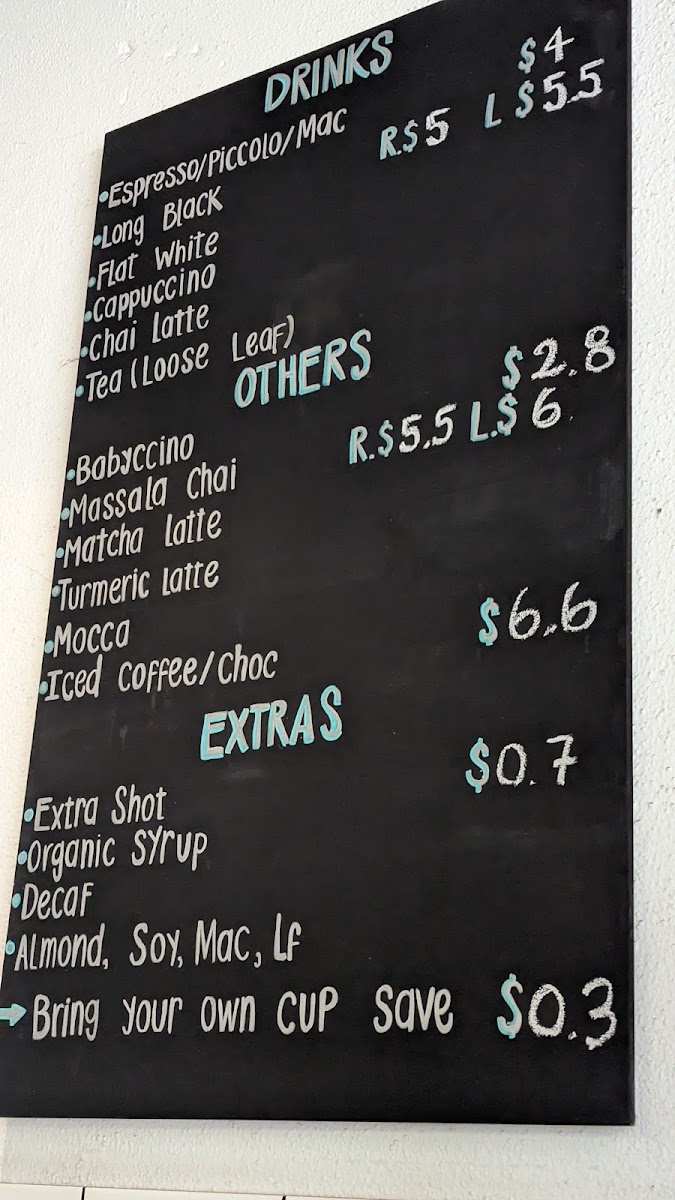 DRINKS
• Espresso/Piccolo/Mac $4
• Long Black R.$5 L $5.5
• Flat White
• Cappuccino
• Chai Latte
• Tea (Loose Leaf)
OTHERS
• Babyccino $2.8
• Massala Chai R.$5.5 L.$6
• Matcha Latte
• Turmeric Latte
• Mocca
• Iced Coffee/Choc $6.6
EXTRAS
• Extra Shot $0.7
• Organic Syrup
• Decaf
• Almond, Soy, Mac, Lf
→ Bring your own cup save $0.3